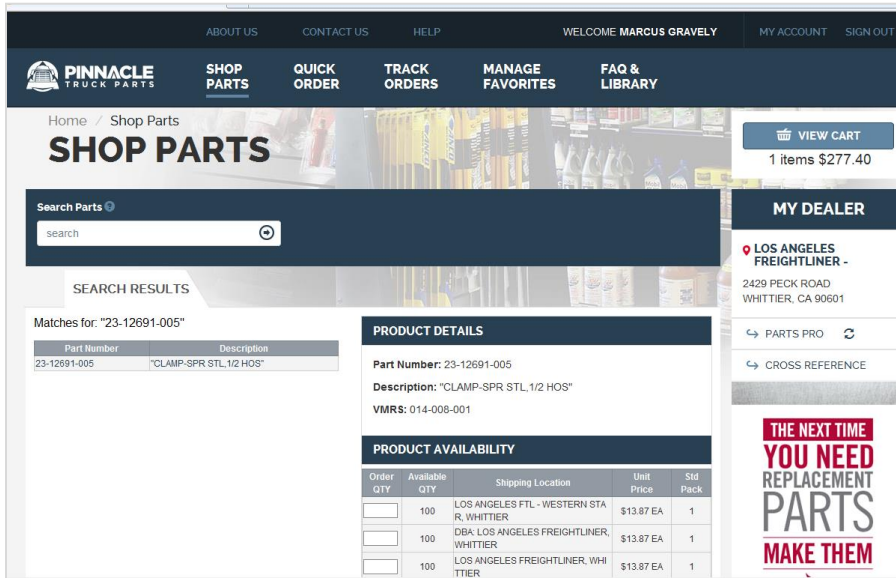 ABOUT US CONTACT US HELP WELCOME MARCUS GRAVELY MY ACCOUNT SIGN OUT
PINNACLE
TRUCK PARTS
SHOP PARTS
QUICK ORDER
TRACK ORDERS
MANAGE FAVORITES
FAQ & LIBRARY
Home / Shop Parts
SHOP PARTS
VIEW CART
1 items $277.40
Search Parts
search
SEARCH RESULTS
Matches for: "23-12691-005"
Part Number Description
23-12691-005 "CLAMP-SPR STL,1/2 HOS"
PRODUCT DETAILS
Part Number: 23-12691-005
Description: "CLAMP-SPR STL,1/2 HOS"
VMRS: 014-008-001
PRODUCT AVAILABILITY
Order QTY Available QTY Shipping Location Unit Price Std Pack
100 LOS ANGELES FTL - WESTERN STA
R, WHITTIER $13.87 EA 1
100 DBA: LOS ANGELES FREIGHTLINER,
WHITTIER $13.87 EA 1
100 LOS ANGELES FREIGHTLINER, WHI
TTIER $13.87 EA 1
MY DEALER
LOS ANGELES
FREIGHTLINER -
2429 PECK ROAD
WHITTIER, CA 90601
PARTS PRO
CROSS REFERENCE
THE NEXT TIME
YOU NEED
REPLACEMENT
PARTS
MAKE THEM